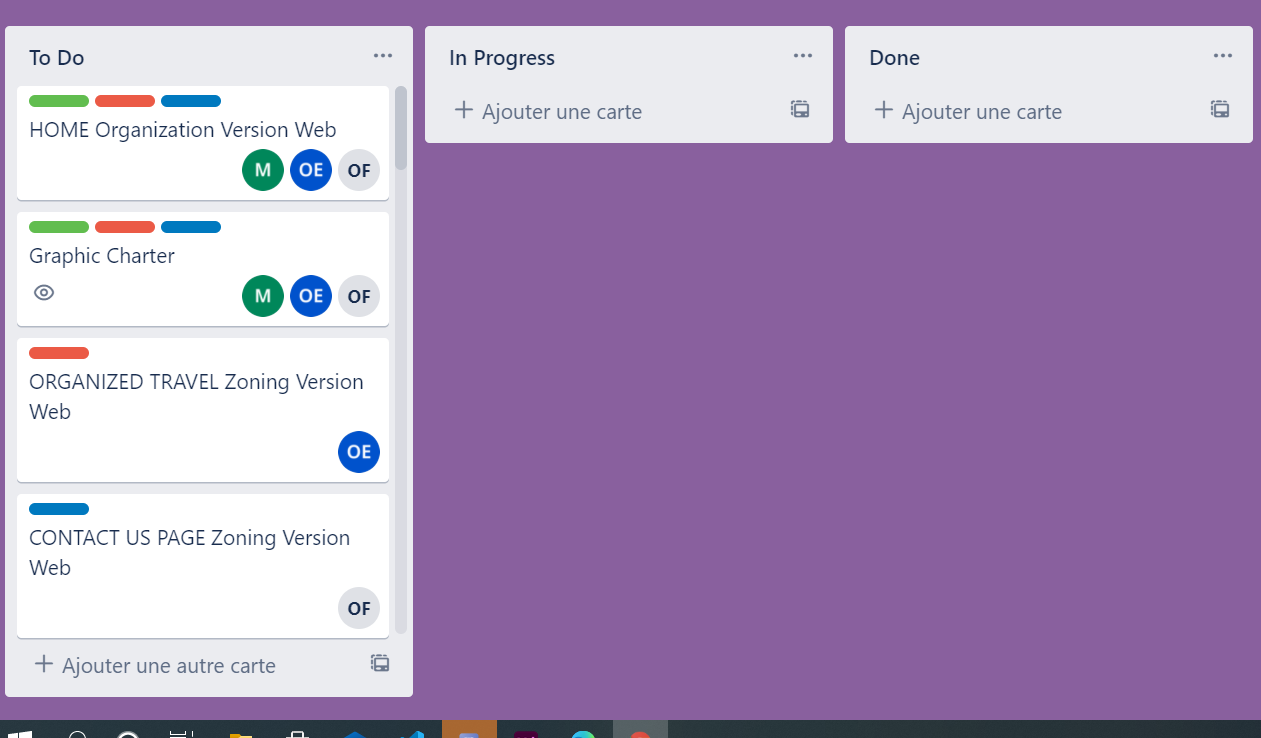 To Do
HOME Organization Version Web
M OE OF
Graphic Charter
M OE OF
ORGANIZED TRAVEL Zoning Version
Web
OE
CONTACT US PAGE Zoning Version
Web
OF
Ajouter une autre carte
In Progress
Ajouter une carte
Done
Ajouter une carte